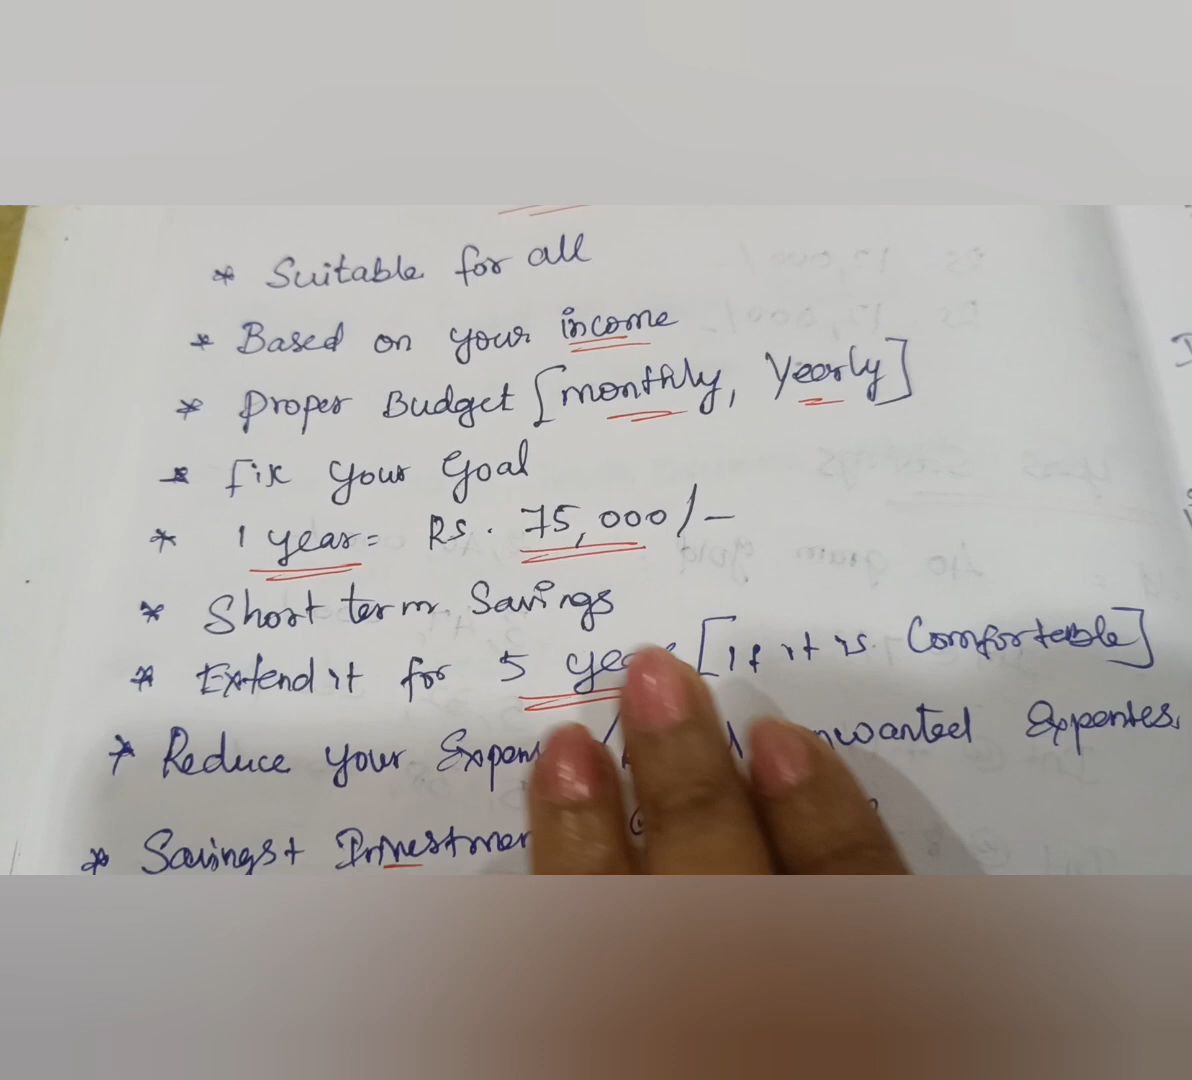 * Suitable for all
* Based on your income
* Proper Budget [monthly, Yearly]
* fix your Goal
* 1 year = Rs. 75,000/-
* Short term Savings
* Extend it for 5 [If it is Comfortable]
* Reduce your Expenses
* Savings +